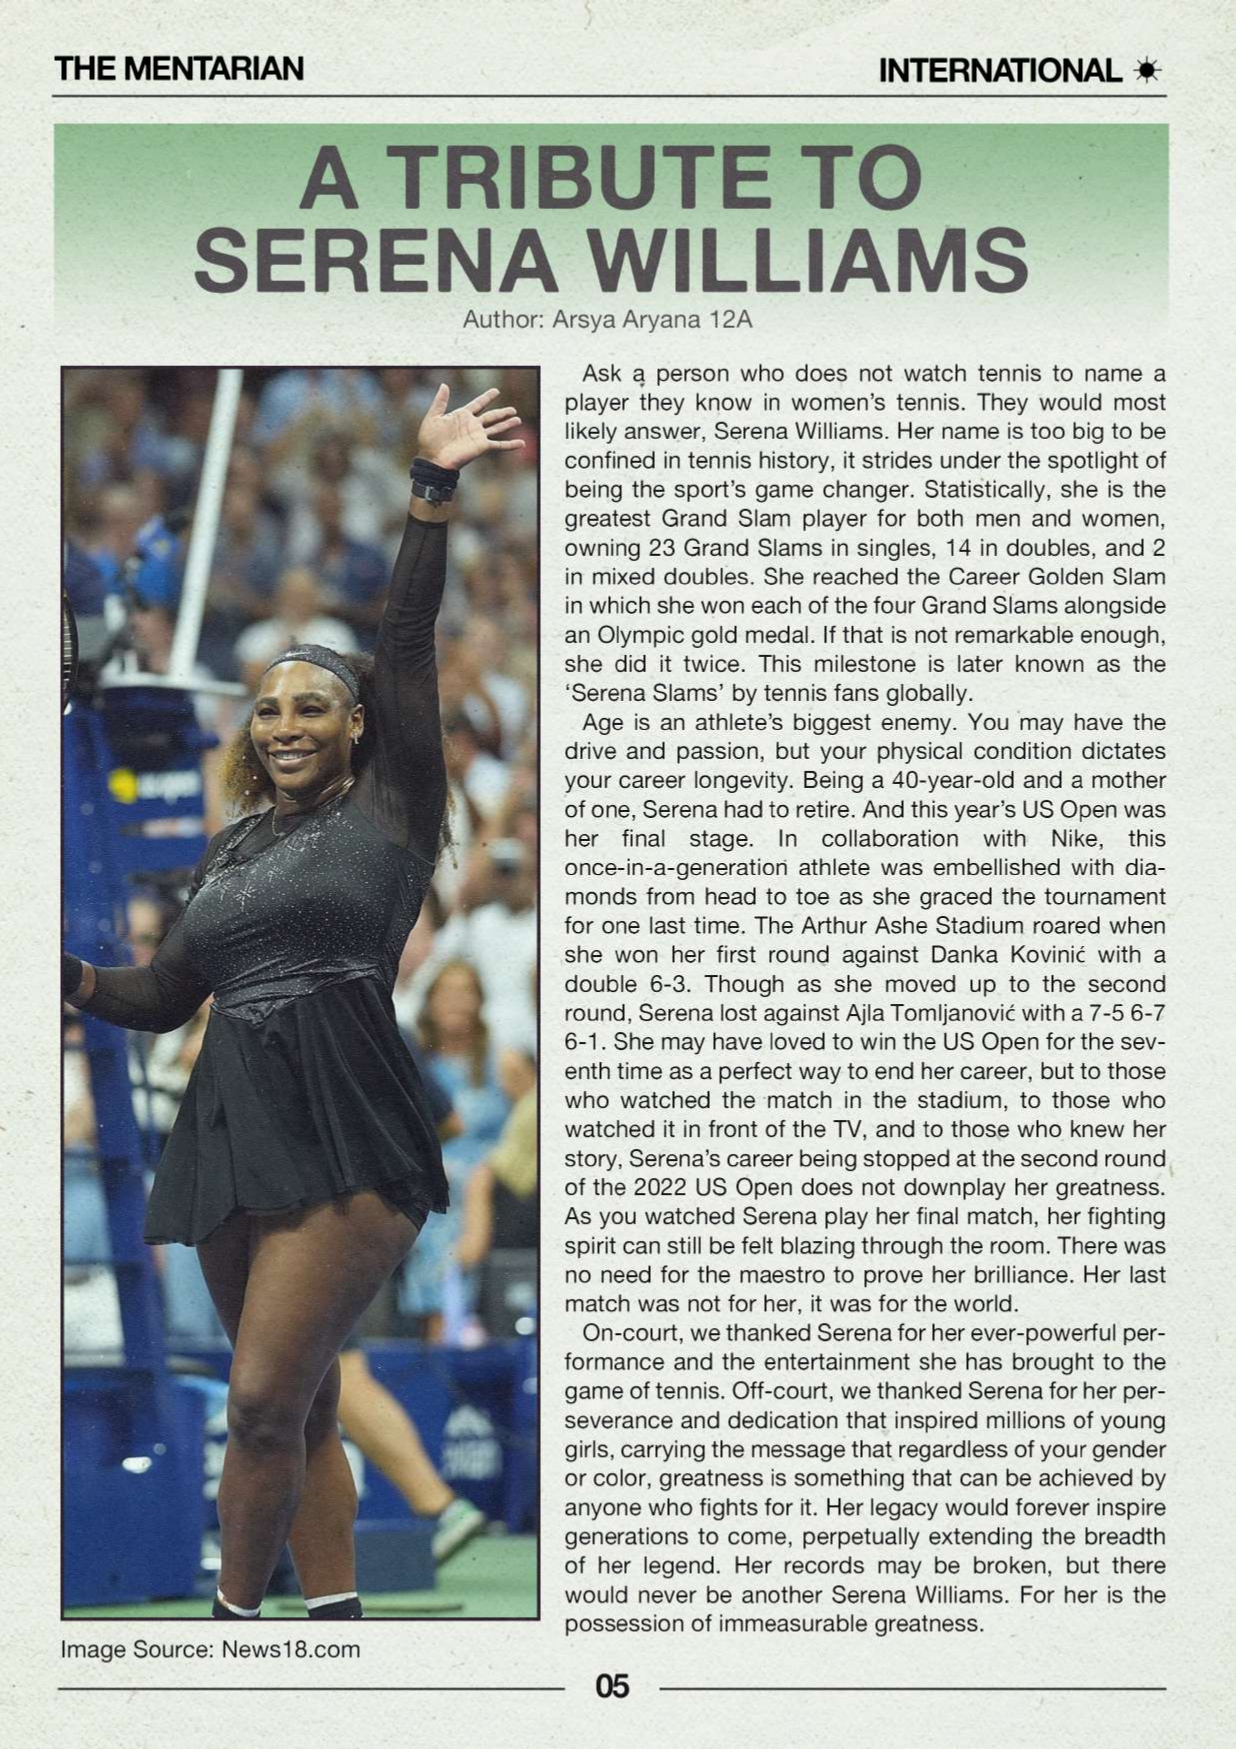 THE MENTARIAN
INTERNATIONAL
A TRIBUTE TO
SERENA WILLIAMS
Author: Arsya Aryana 12A
Ask a person who does not watch tennis to name a
player they know in women's tennis. They would most
likely answer, Serena Williams. Her name is too big to be
confined in tennis history, it strides under the spotlight of
being the sport's game changer. Statistically, she is the
greatest Grand Slam player for both men and women,
owning 23 Grand Slams in singles, 14 in doubles, and 2
in mixed doubles. She reached the Career Golden Slam
in which she won each of the four Grand Slams alongside
an Olympic gold medal. If that is not remarkable enough,
she did it twice. This milestone is later known as the
‘Serena Slams’ by tennis fans globally.
Age is an athlete's biggest enemy. You may have the
drive and passion, but your physical condition dictates
your career longevity. Being a 40-year-old and a mother
of one, Serena had to retire. And this year's US Open was
her final stage. In collaboration with Nike, this
once-in-a-generation athlete was embellished with dia-
monds from head to toe as she graced the tournament
for one last time. The Arthur Ashe Stadium roared when
she won her first round against Danka Kovinić with a
double 6-3. Though as she moved up to the second
round, Serena lost against Ajla Tomljanović with a 7-5 6-7
6-1. She may have loved to win the US Open for the sev-
enth time as a perfect way to end her career, but to those
who watched the match in the stadium, to those who
watched it in front of the TV, and to those who knew her
story, Serena's career being stopped at the second round
of the 2022 US Open does not downplay her greatness.
As you watched Serena play her final match, her fighting
spirit can still be felt blazing through the room. There was
no need for the maestro to prove her brilliance. Her last
match was not for her, it was for the world.
On-court, we thanked Serena for her ever-powerful per-
formance and the entertainment she has brought to the
game of tennis. Off-court, we thanked Serena for her per-
severance and dedication that inspired millions of young
girls, carrying the message that regardless of your gender
or color, greatness is something that can be achieved by
anyone who fights for it. Her legacy would forever inspire
generations to come, perpetually extending the breadth
of her legend. Her records may be broken, but there
would never be another Serena Williams. For her is the
possession of immeasurable greatness.
Image Source: News18.com
05